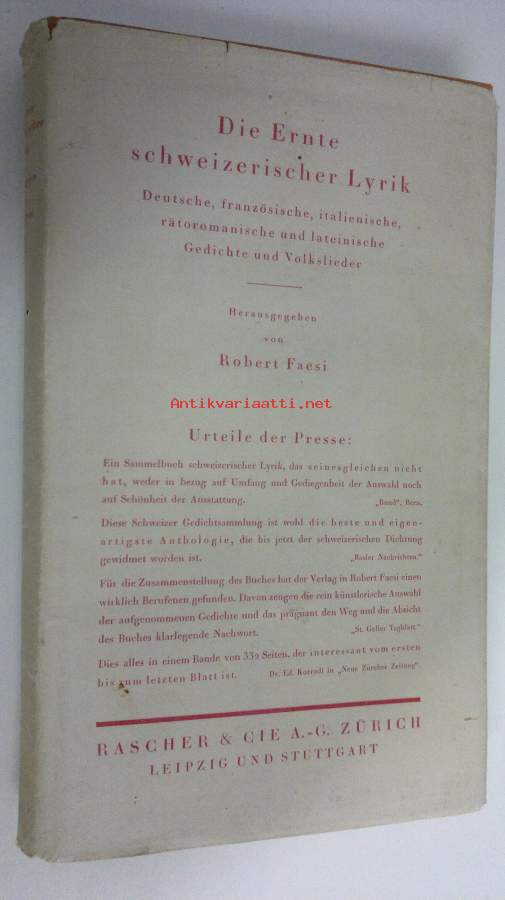 Die Ernte
schweizerischer Lyrik
Deutsche, französische, italienische,
rätoromanische und lateinische
Gedichte und Volkslieder
Herausgegeben
von
Robert Faesi
Antikvariaatti.net
Urteile der Presse:
Ein Sammelbuch schweizerischer Lyrik, das seinesgleichen nicht
hat, weder in bezug auf Umfang und Gediegenheit der Auswahl noch
auf Schönheit der Ausstattung. „Bund“, Bern.
Diese Schweizer Gedichtsammlung ist wohl die beste und eigen-
artigste Anthologie, die bis jetzt der schweizerischen Dichtung
gewidmet worden ist. „Basler Nachrichten.“
Für die Zusammenstellung des Buches hat der Verlag in Robert Faesi einen
wirklich Berufenen gefunden. Davon zeugen die rein künstlerische Auswahl
der aufgenommenen Gedichte und das prägnant den Weg und die Absicht
des Buches klarlegende Nachwort. „St. Galler Tagblatt.“
Dies alles in einem Bande von 332 Seiten, der interessant vom ersten
bis zum letzten Blatt ist. Dr. Ed. Korrodi in „Neue Zürcher Zeitung“
RASCHER & CIE A.-G. ZÜRICH
LEIPZIG UND STUTTGART